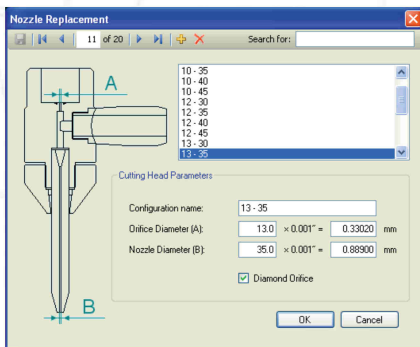 Nozzle Replacement
11 of 20 Search for:
A
10 - 35
10 - 40
10 - 45
12 - 30
12 - 35
12 - 40
12 - 45
13 - 30
13 - 35
Cutting Head Parameters
Configuration name: 13 - 35
Orifice Diameter (A): 13.0 × 0.001" = 0.33020 mm
Nozzle Diameter (B): 35.0 × 0.001" = 0.88900 mm
Diamond Orifice
B
OK Cancel